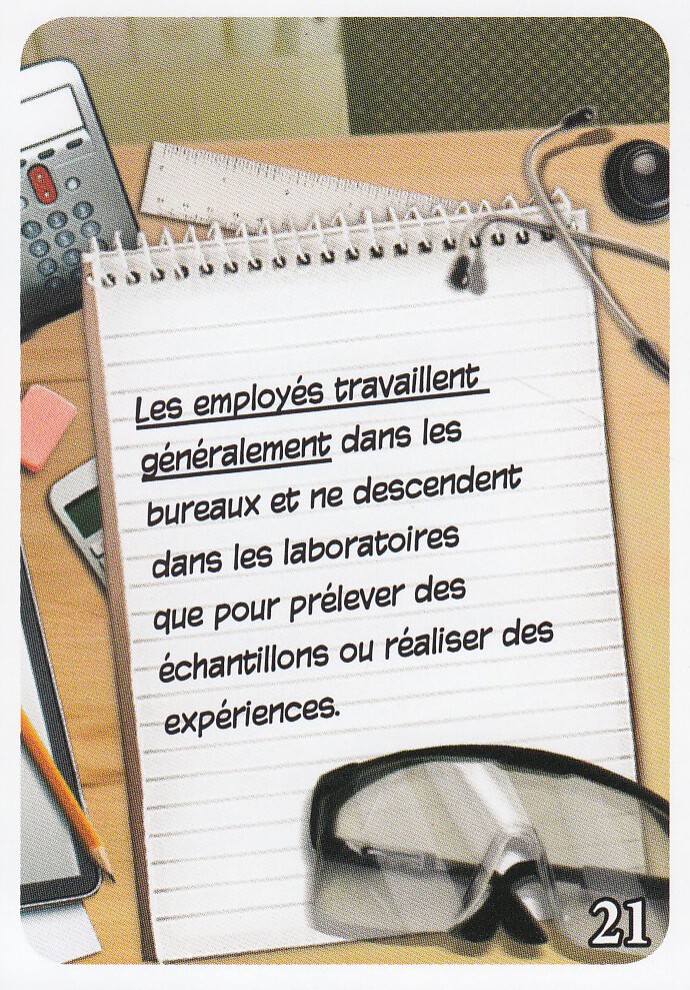 Les employés travaillent
généralement dans les
bureaux et ne descendent
dans les laboratoires
que pour prélever des
échantillons ou réaliser des
expériences.
21